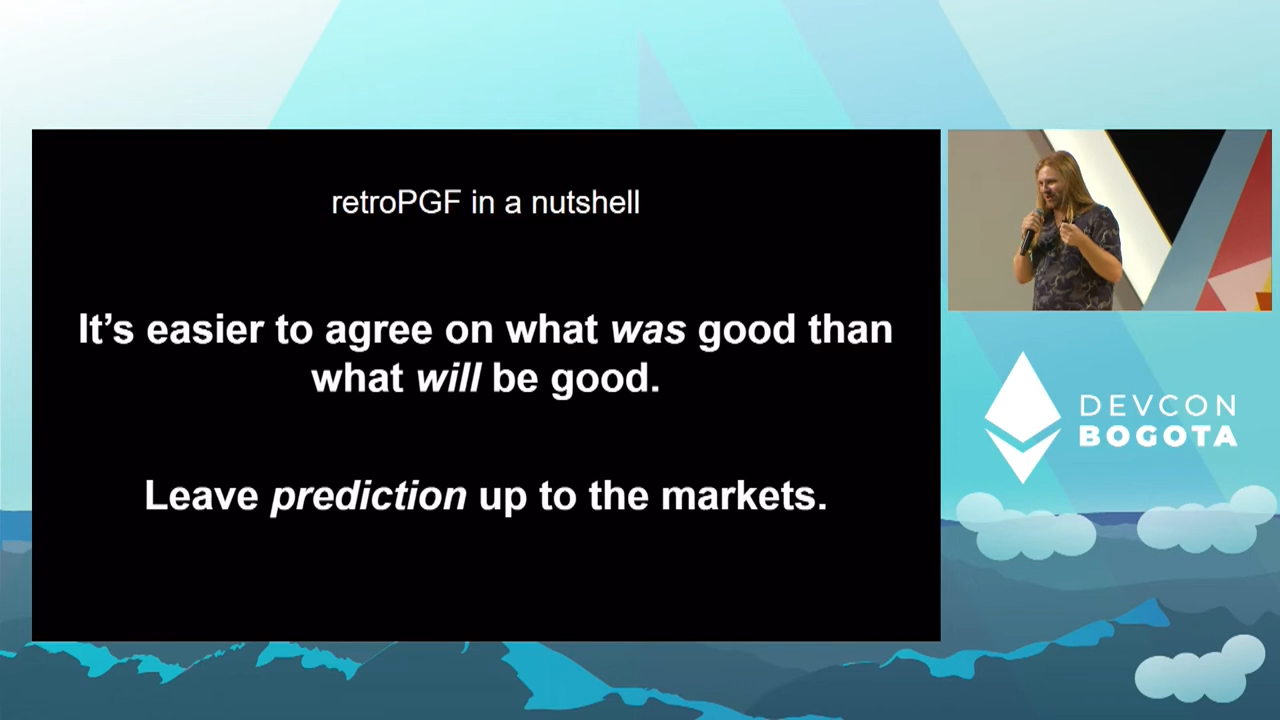 retroPGF in a nutshell
It’s easier to agree on what was good than
what will be good.
Leave prediction up to the markets.
DEVCON
BOGOTA